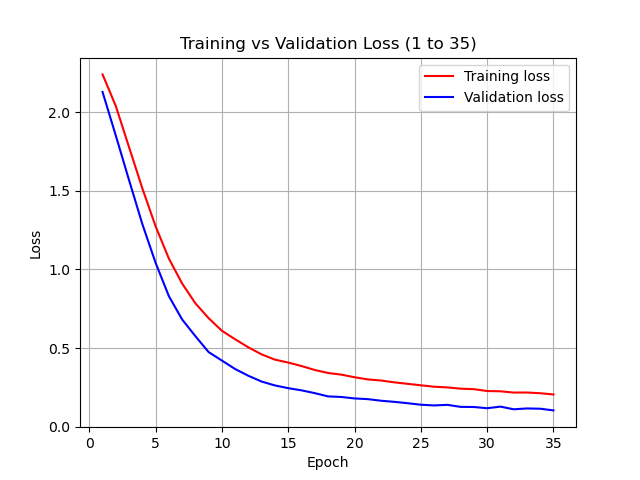 Training vs Validation Loss (1 to 35)
Training loss
Validation loss
Loss
2.0
1.5
1.0
0.5
0.0
0 5 10 15 20 25 30 35
Epoch